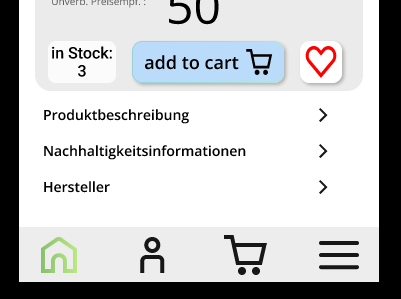 Unverb. Preisempf. :
50
in Stock:
3
add to cart
Produktbeschreibung
Nachhaltigkeitsinformationen
Hersteller